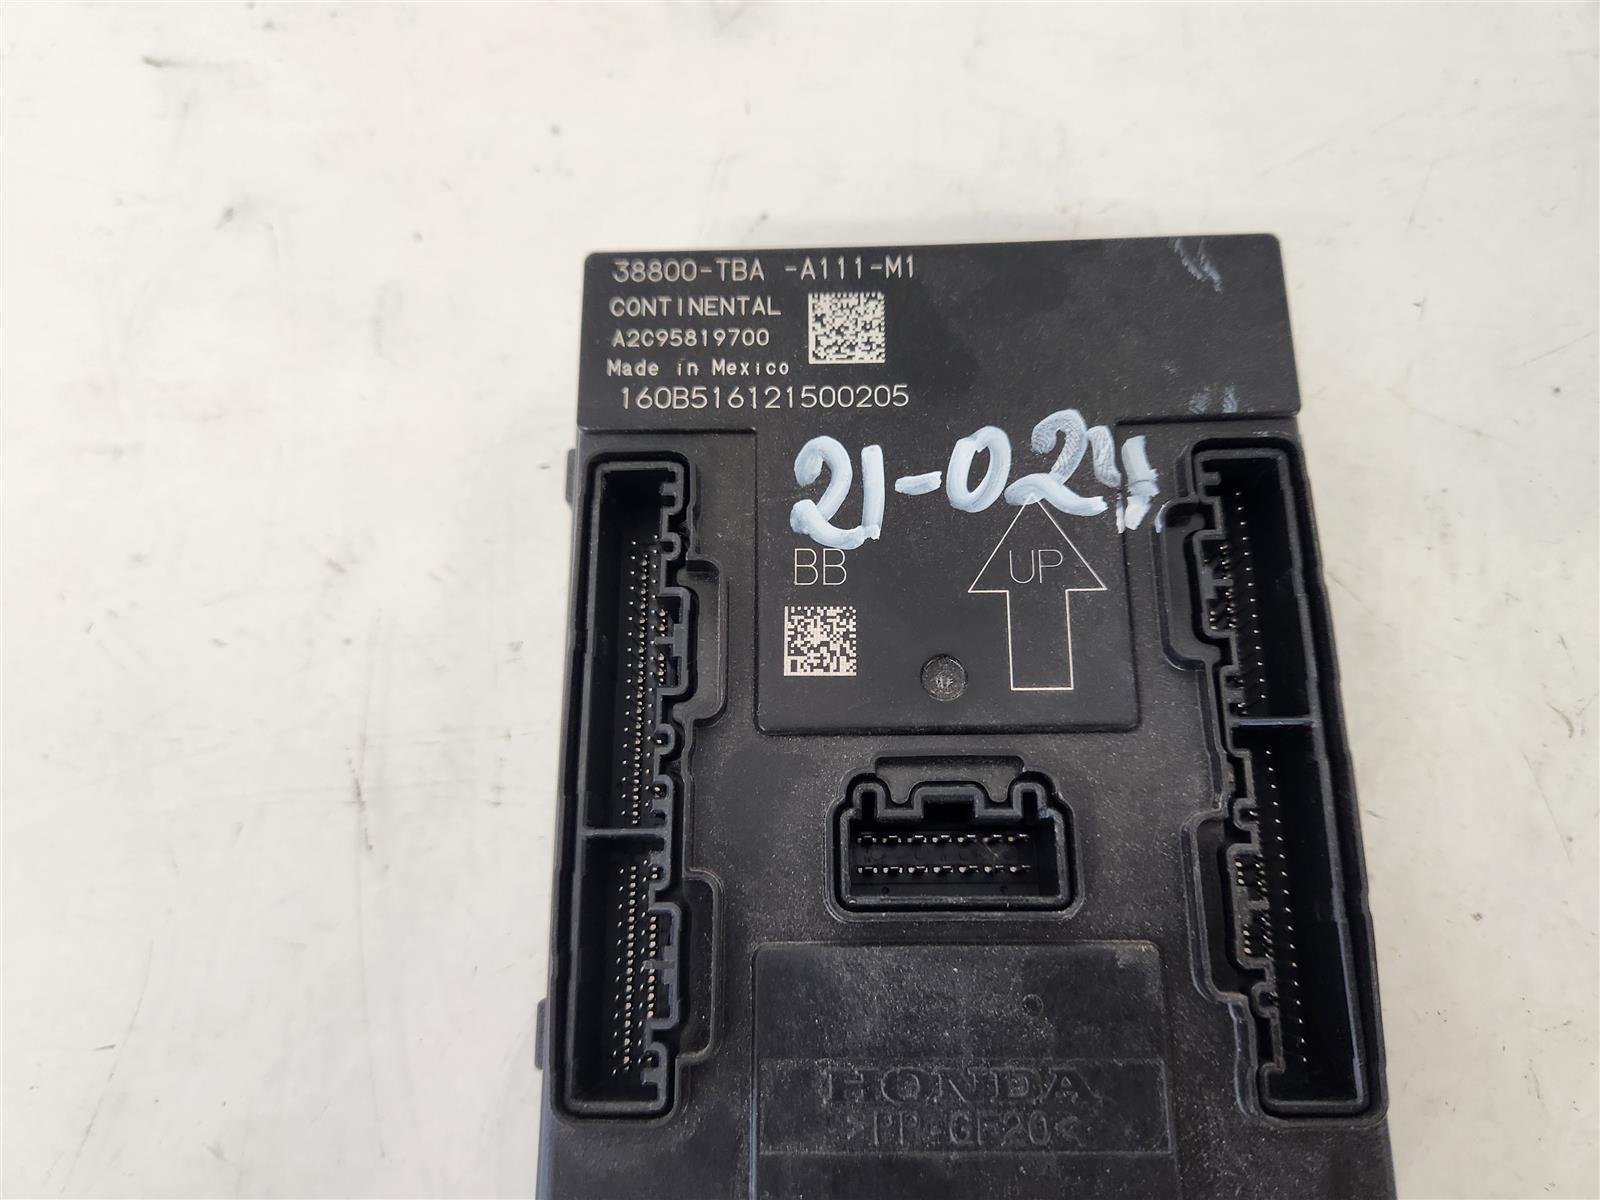 38800-TBA -A111-M1
CONTINENTAL
A2C95819700
Made in Mexico
160B516121500205
21-024
BB
UP
HONDA
>PP-GF20<